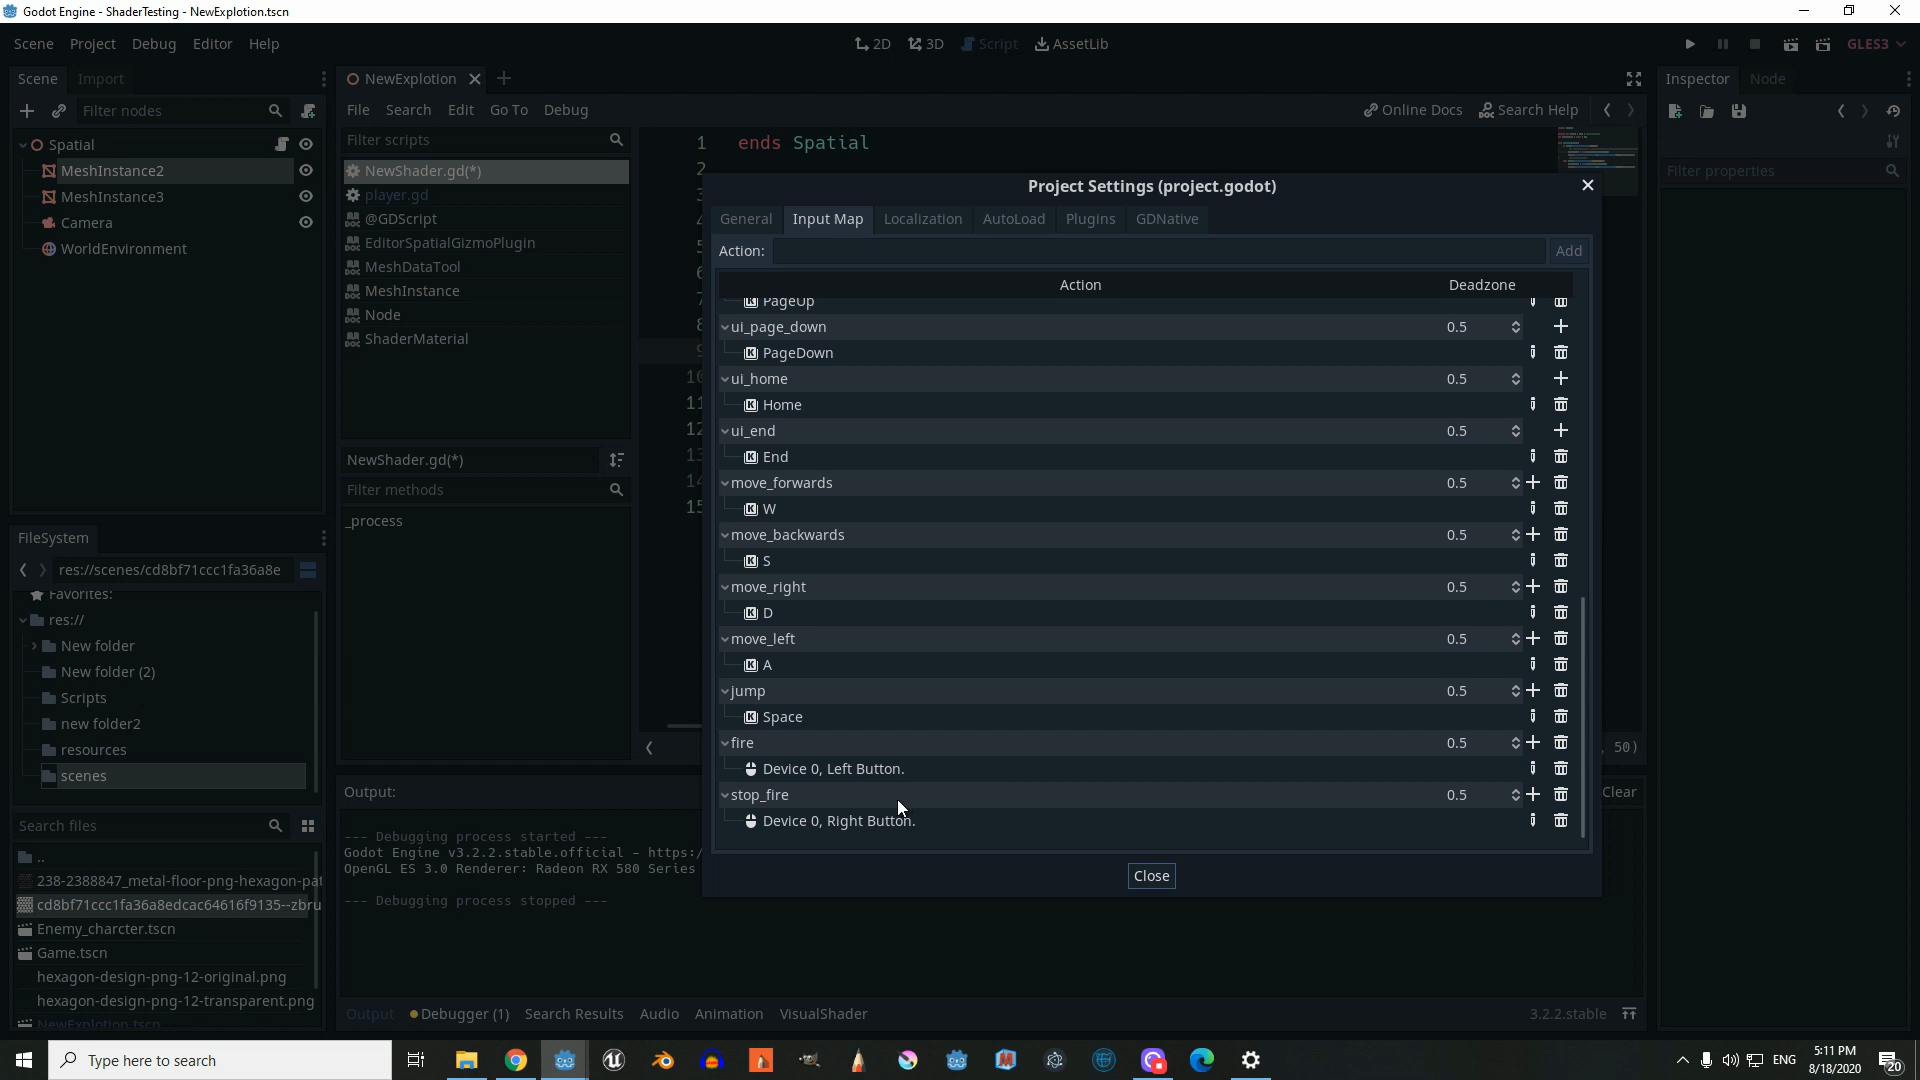 Godot Engine - ShaderTesting - NewExplotion.tscn
Scene Project Debug Editor Help
2D 3D Script AssetLib
GLES3
Scene Import
NewExplotion
Inspector Node
Filter nodes
File Search Edit Go To Debug
Online Docs Search Help
Filter scripts
Filter properties
Spatial
MeshInstance2
MeshInstance3
Camera
WorldEnvironment
NewShader.gd(*)
player.gd
@GDScript
EditorSpatialGizmoPlugin
MeshDataTool
MeshInstance
Node
ShaderMaterial
NewShader.gd(*)
Filter methods
_process
1 ends Spatial
2
Project Settings (project.godot)
General Input Map Localization AutoLoad Plugins GDNative
Action: Add
Action Deadzone
PageUp
ui_page_down 0.5
PageDown
ui_home 0.5
Home
ui_end 0.5
End
move_forwards 0.5
W
move_backwards 0.5
S
move_right 0.5
D
move_left 0.5
A
jump 0.5
Space
fire 0.5
Device 0, Left Button.
stop_fire 0.5
Device 0, Right Button.
Close
, 50)
FileSystem
res://scenes/cd8bf71ccc1fa36a8e
Favorites:
res://
New folder
New folder (2)
Scripts
new folder2
resources
scenes
Search files
..
238-2388847_metal-floor-png-hexagon-pat
cd8bf71ccc1fa36a8edcac64616f9135--zbru
Enemy_charcter.tscn
Game.tscn
hexagon-design-png-12-original.png
hexagon-design-png-12-transparent.png
NewExplotion.tscn
Output: Clear
--- Debugging process started ---
Godot Engine v3.2.2.stable.official - https:/
OpenGL ES 3.0 Renderer: Radeon RX 580 Series
--- Debugging process stopped ---
Output Debugger (1) Search Results Audio Animation VisualShader
3.2.2.stable
Type here to search
ENG
5:11 PM
8/18/2020
20